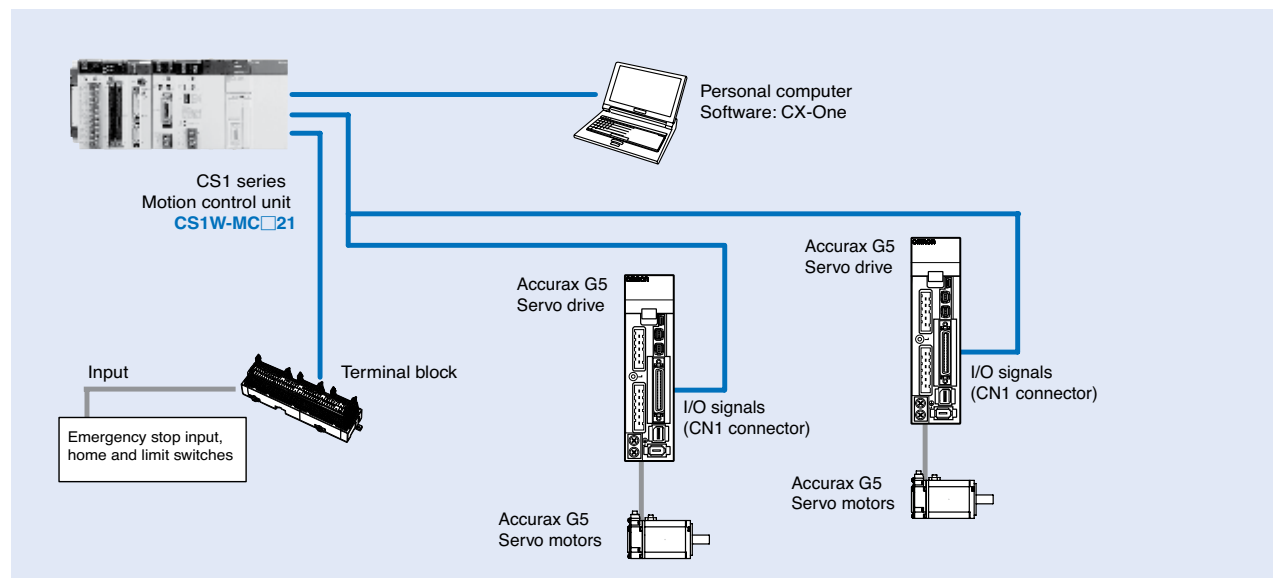 Personal computer
Software: CX-One
CS1 series
Motion control unit
CS1W-MC□21
Accurax G5
Servo drive
Accurax G5
Servo drive
Input
Terminal block
I/O signals
(CN1 connector)
I/O signals
(CN1 connector)
Emergency stop input,
home and limit switches
Accurax G5
Servo motors
Accurax G5
Servo motors